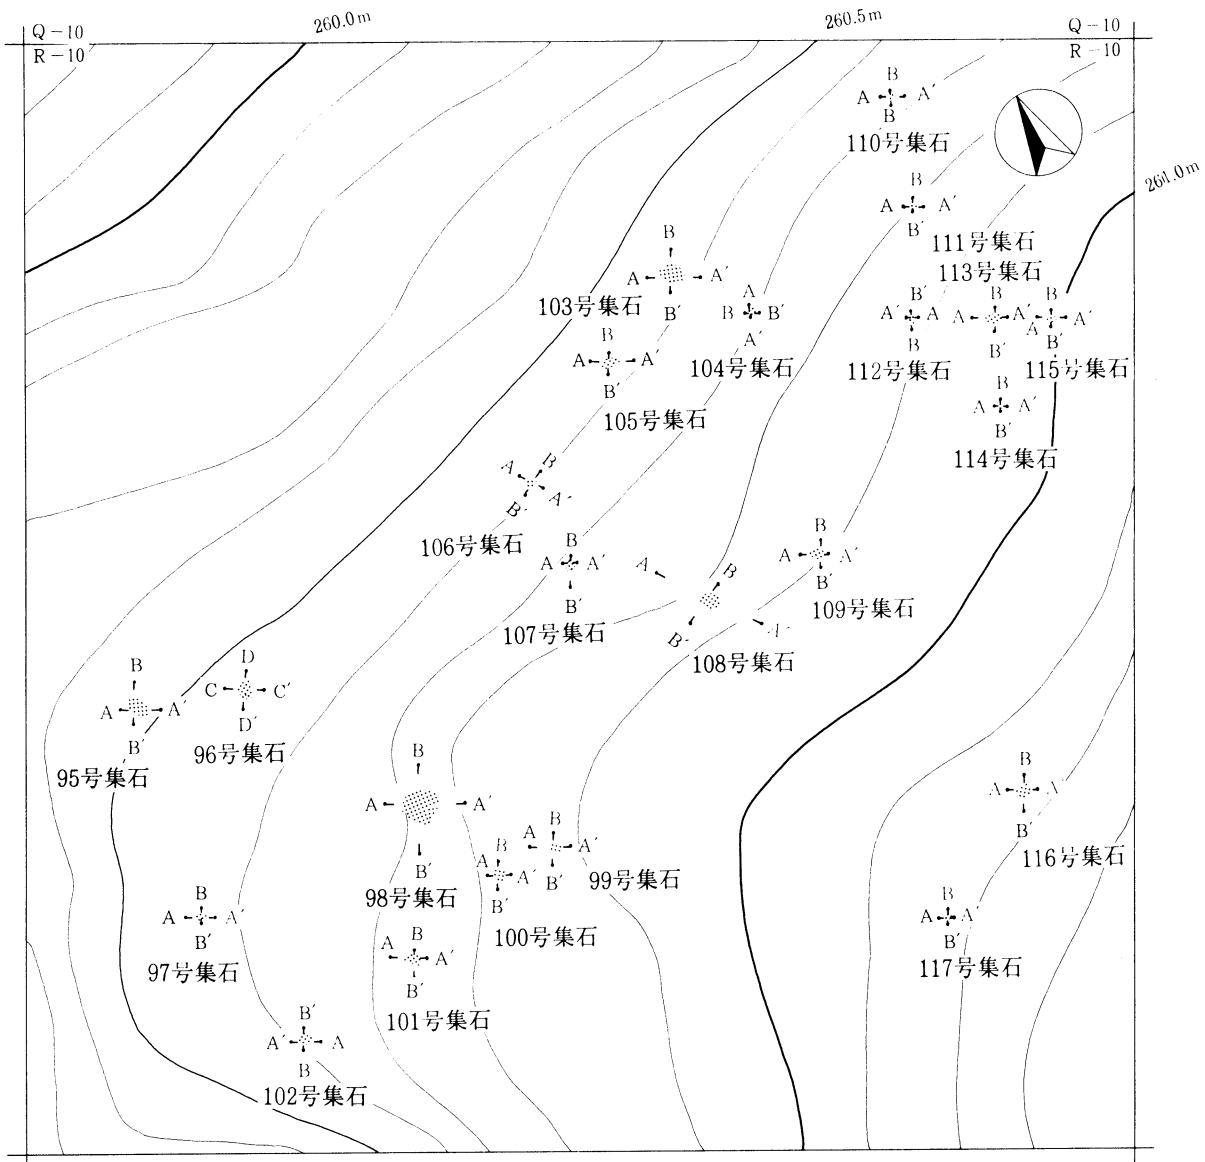 Q-10
R-10
260.0m
260.5m
Q-10
R-10
261.0m
B
A A′
B
110号集石
B
A A′
B′
111号集石
113号集石
B
A A′
B′
103号集石
A
B B′
A′
104号集石
B′
A′ A
B
112号集石
B
A A′
B′
B
A A′
B′
115号集石
B
A A′
B′
105号集石
B
A A′
B′
114号集石
A B
B′ A′
106号集石
B
A A′
B′
107号集石
A B
B′ A′
108号集石
B
A A′
B′
109号集石
B
A A′
B′
95号集石
D
C C′
D′
96号集石
B
A A′
B′
98号集石
B
A A′
B′
99号集石
B
A A′
B′
100号集石
B
A A′
B′
116号集石
B
A A′
B′
97号集石
B
A A′
B′
101号集石
B
A A′
B′
117号集石
B′
A′ A
B
102号集石